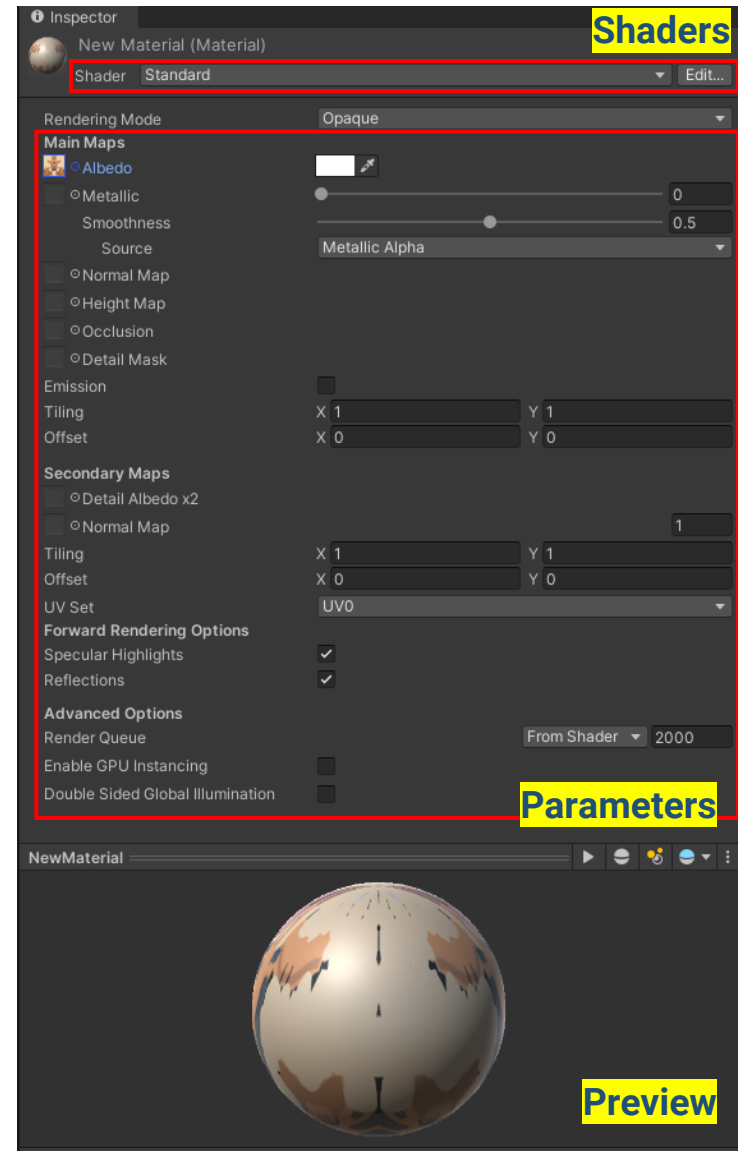 Inspector
Shaders
New Material (Material)
Shader Standard Edit...
Rendering Mode Opaque
Main Maps
Albedo
Metallic 0
Smoothness 0.5
Source Metallic Alpha
Normal Map
Height Map
Occlusion
Detail Mask
Emission
Tiling X 1 Y 1
Offset X 0 Y 0
Secondary Maps
Detail Albedo x2
Normal Map 1
Tiling X 1 Y 1
Offset X 0 Y 0
UV Set UV0
Forward Rendering Options
Specular Highlights
Reflections
Advanced Options
Render Queue From Shader 2000
Enable GPU Instancing
Double Sided Global Illumination
Parameters
NewMaterial
Preview